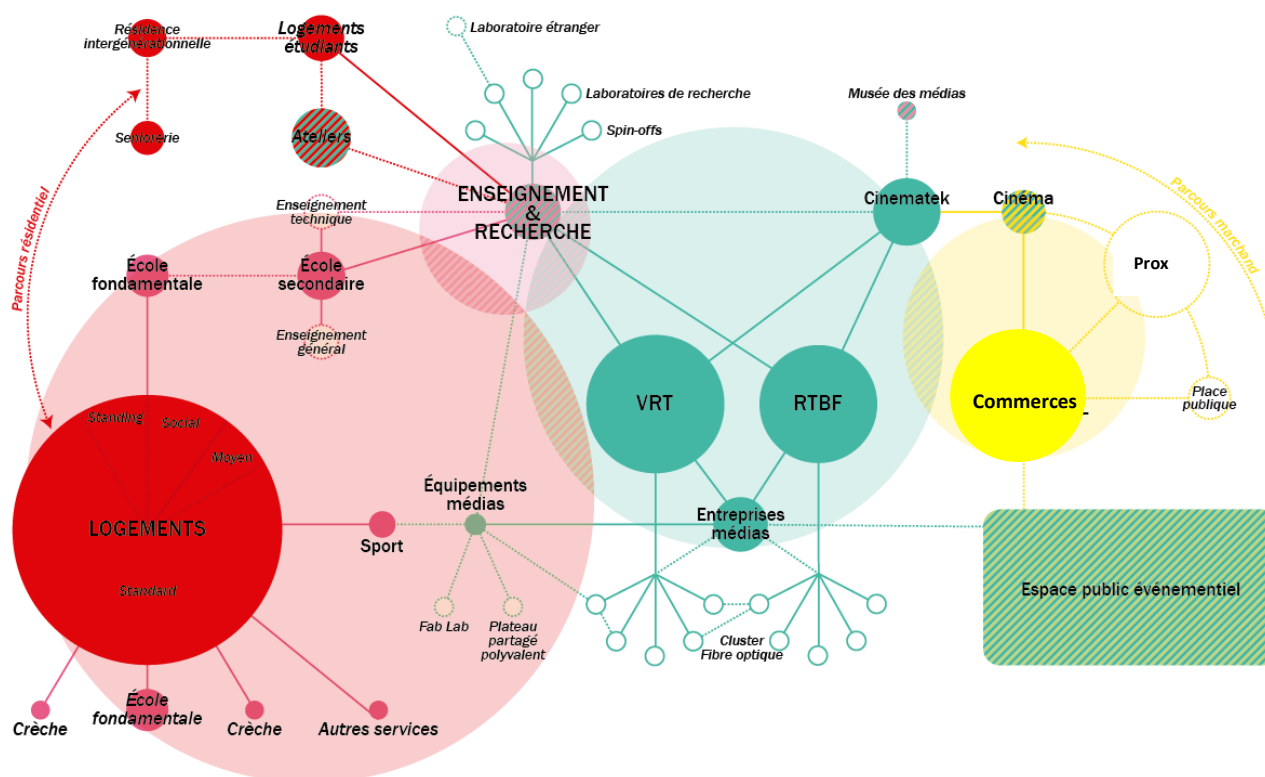 Résidence
intergénérationnelle
Logements
étudiants
Laboratoire étranger
Laboratoires de recherche
Spin-offs
Musée des médias
Seniorerie
Ateliers
Parcours résidentiel
Enseignement
technique
ENSEIGNEMENT
&
RECHERCHE
Cinematek
Cinéma
Parcours marchand
Prox
École
fondamentale
École
secondaire
Enseignement
général
VRT
RTBF
Commerces
Place
publique
Standing
Social
Moyen
LOGEMENTS
Standard
Sport
Équipements
médias
Entreprises
médias
Espace public événementiel
Fab Lab
Plateau
partagé
polyvalent
Cluster
Fibre optique
Crèche
École
fondamentale
Crèche
Autres services